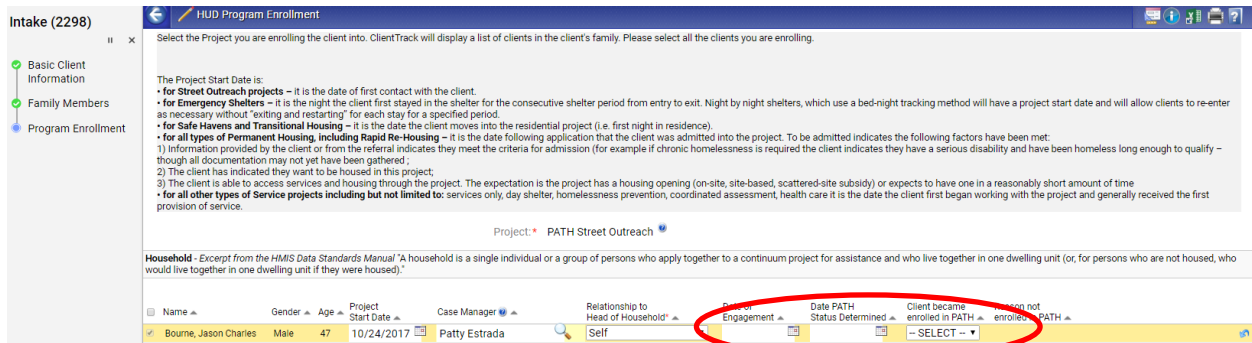 Intake (2298)
HUD Program Enrollment
Basic Client
Information
Family Members
Program Enrollment
Select the Project you are enrolling the client into. ClientTrack will display a list of clients in the client's family. Please select all the clients you are enrolling.
The Project Start Date is:
• for Street Outreach projects – it is the date of first contact with the client.
• for Emergency Shelters – it is the night the client first stayed in the shelter for the consecutive shelter period from entry to exit. Night by night shelters, which use a bed-night tracking method will have a project start date and will allow clients to re-enter
as necessary without "exiting and restarting" for each stay for a specified period.
• for Safe Havens and Transitional Housing – it is the date the client moves into the residential project (i.e. first night in residence).
• for all types of Permanent Housing, including Rapid Re-Housing – it is the date following application that the client was admitted into the project. To be admitted indicates the following factors have been met:
1) Information provided by the client or from the referral indicates they meet the criteria for admission (for example if chronic homelessness is required the client indicates they have a serious disability and have been homeless long enough to qualify –
though all documentation may not yet have been gathered ;
2) The client has indicated they want to be housed in this project;
3) The client is able to access services and housing through the project. The expectation is the project has a housing opening (on-site, site-based, scattered-site subsidy) or expects to have one in a reasonably short amount of time
• for all other types of Service projects including but not limited to: services only, day shelter, homelessness prevention, coordinated assessment, health care it is the date the client first began working with the project and generally received the first
provision of service.
Project:* PATH Street Outreach
Household - Excerpt from the HMIS Data Standards Manual "A household is a single individual or a group of persons who apply together to a continuum project for assistance and who live together in one dwelling unit (or, for persons who are not housed, who
would live together in one dwelling unit if they were housed)."
Name Gender Age Project Start Date Case Manager Relationship to Head of Household* Date of Engagement Date PATH Status Determined Client became enrolled in PATH Reason not enrolled in PATH
Bourne, Jason Charles Male 47 10/24/2017 Patty Estrada Self -- SELECT --